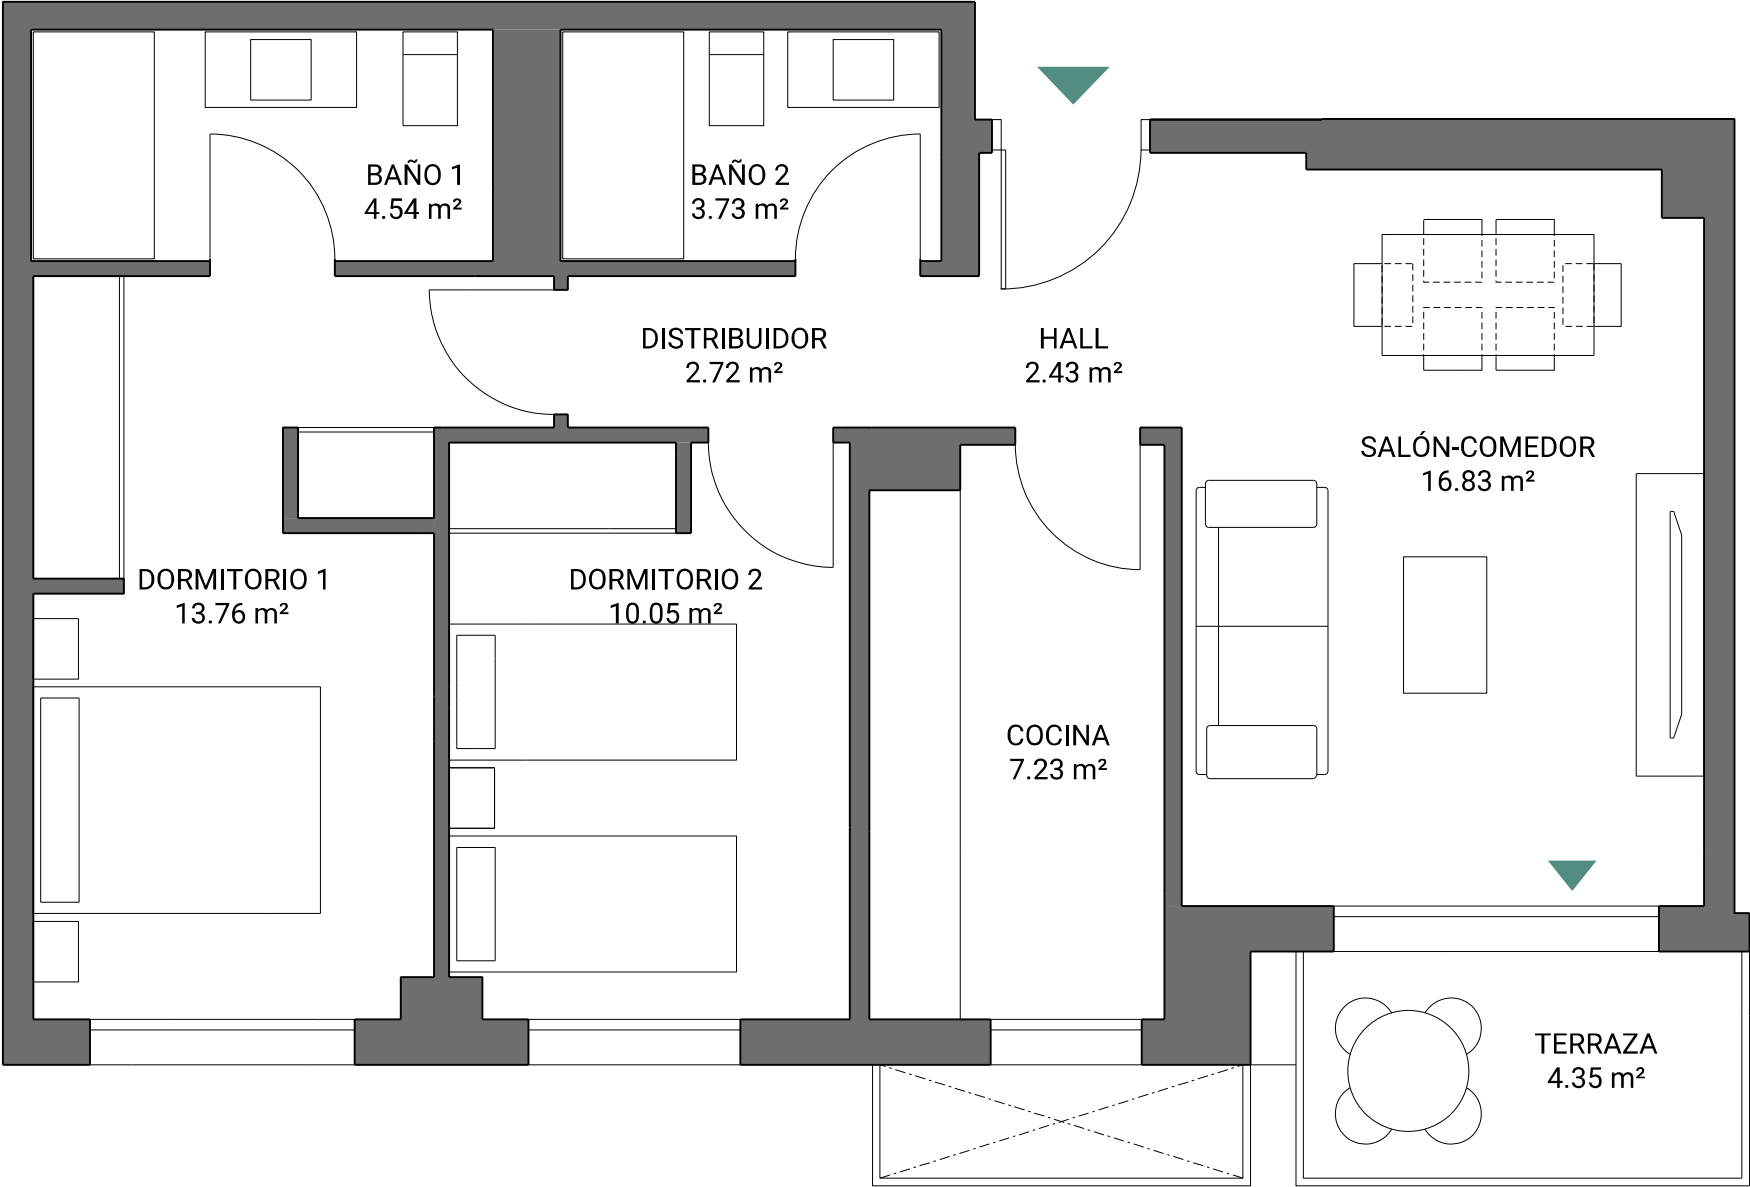 BAÑO 1
4.54 m²
BAÑO 2
3.73 m²
DISTRIBUIDOR
2.72 m²
HALL
2.43 m²
SALÓN-COMEDOR
16.83 m²
DORMITORIO 1
13.76 m²
DORMITORIO 2
10.05 m²
COCINA
7.23 m²
TERRAZA
4.35 m²